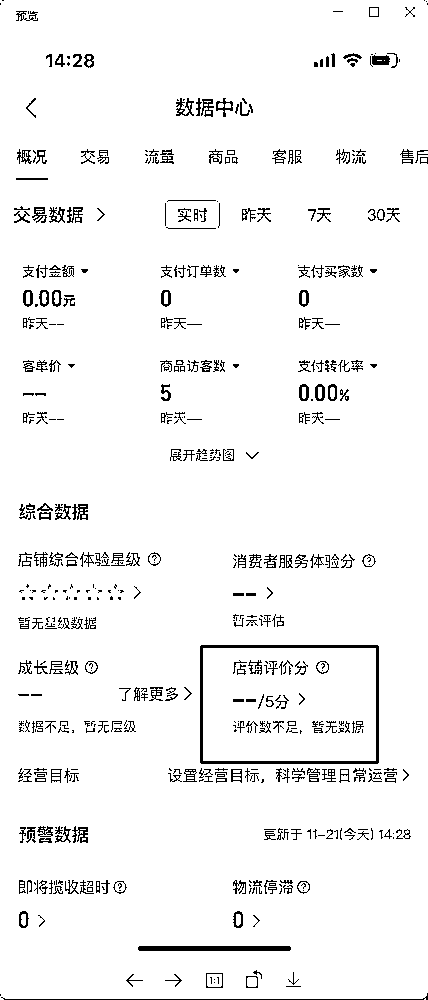 预览
14:28
数据中心
概况 交易 流量 商品 客服 物流 售后
交易数据 实时 昨天 7天 30天
支付金额 支付订单数 支付买家数
0.00元 0 0
昨天-- 昨天-- 昨天--
客单价 商品访客数 支付转化率
-- 5 0.00%
昨天-- 昨天-- 昨天--
展开趋势图
综合数据
店铺综合体验星级 消费者服务体验分
--
暂无星级数据 暂未评估
成长层级 店铺评价分
-- 了解更多 --/5分
数据不足，暂无层级 评价数不足，暂无数据
经营目标 设置经营目标，科学管理日常运营
预警数据 更新于 11-21(今天) 14:28
即将揽收超时 物流停滞
0 0
1:1